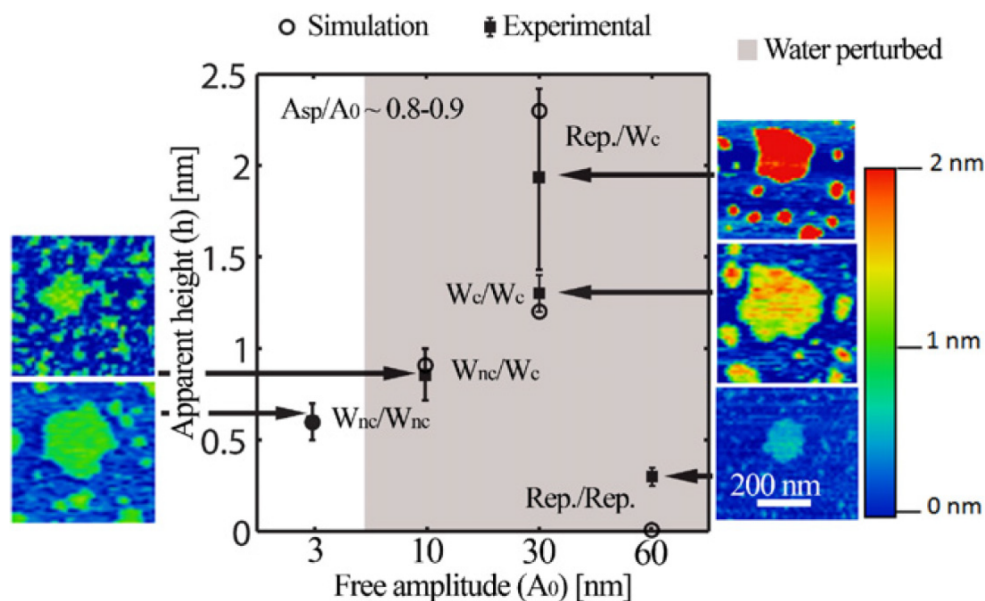 Simulation
Experimental
Water perturbed
2.5
2
1.5
1
0.5
0
Apparent height (h) [nm]
Asp/A0 ~ 0.8-0.9
Rep./Wc
Wc/Wc
Wnc/Wc
Wnc/Wnc
Rep./Rep.
3
10
30
60
Free amplitude (A0) [nm]
200 nm
2 nm
1 nm
0 nm